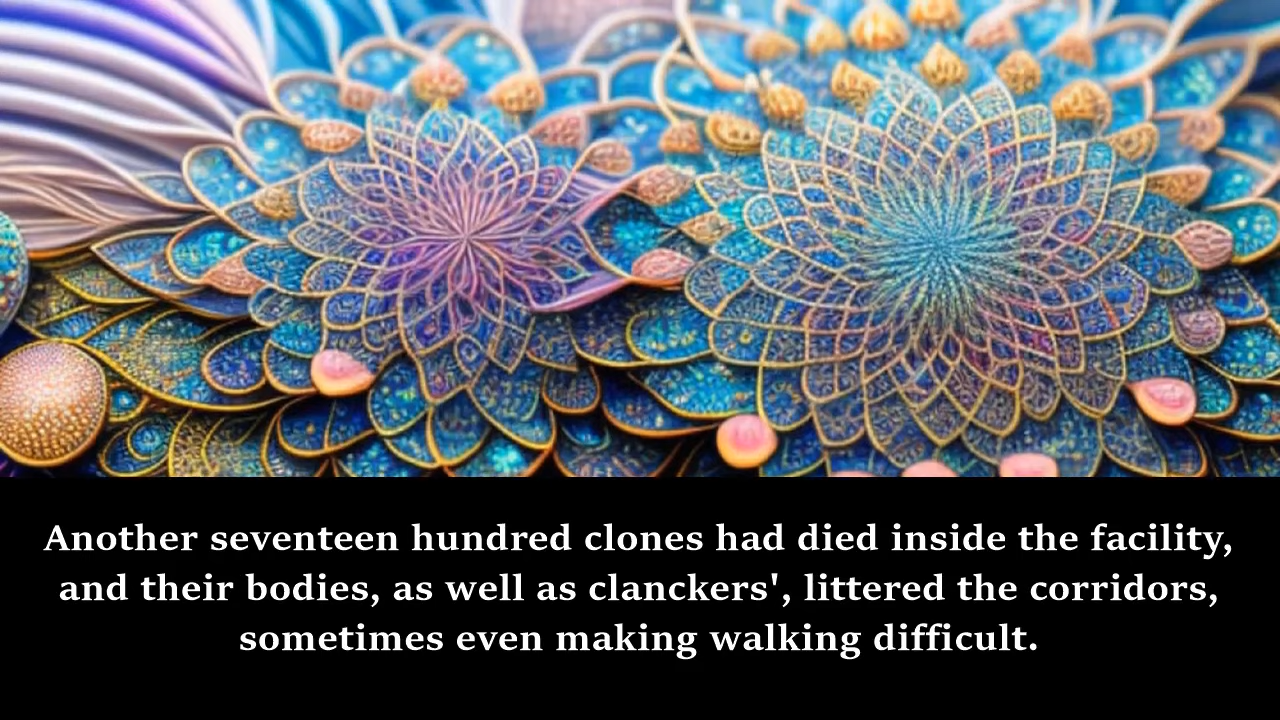 Another seventeen hundred clones had died inside the facility,
and their bodies, as well as clanckers', littered the corridors,
sometimes even making walking difficult.